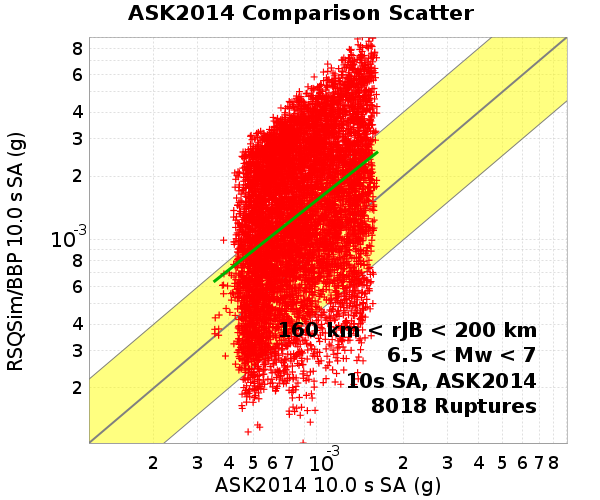 ASK2014 Comparison Scatter
RSQSim/BBP 10.0 s SA (g)
8
6
4
3
2
10⁻³
8
6
4
3
2
160 km < rJB < 200 km
6.5 < Mw < 7
10s SA, ASK2014
8018 Ruptures
2 3 4 5 6 7 10⁻³ 2 3 4 5 6 7 8
ASK2014 10.0 s SA (g)